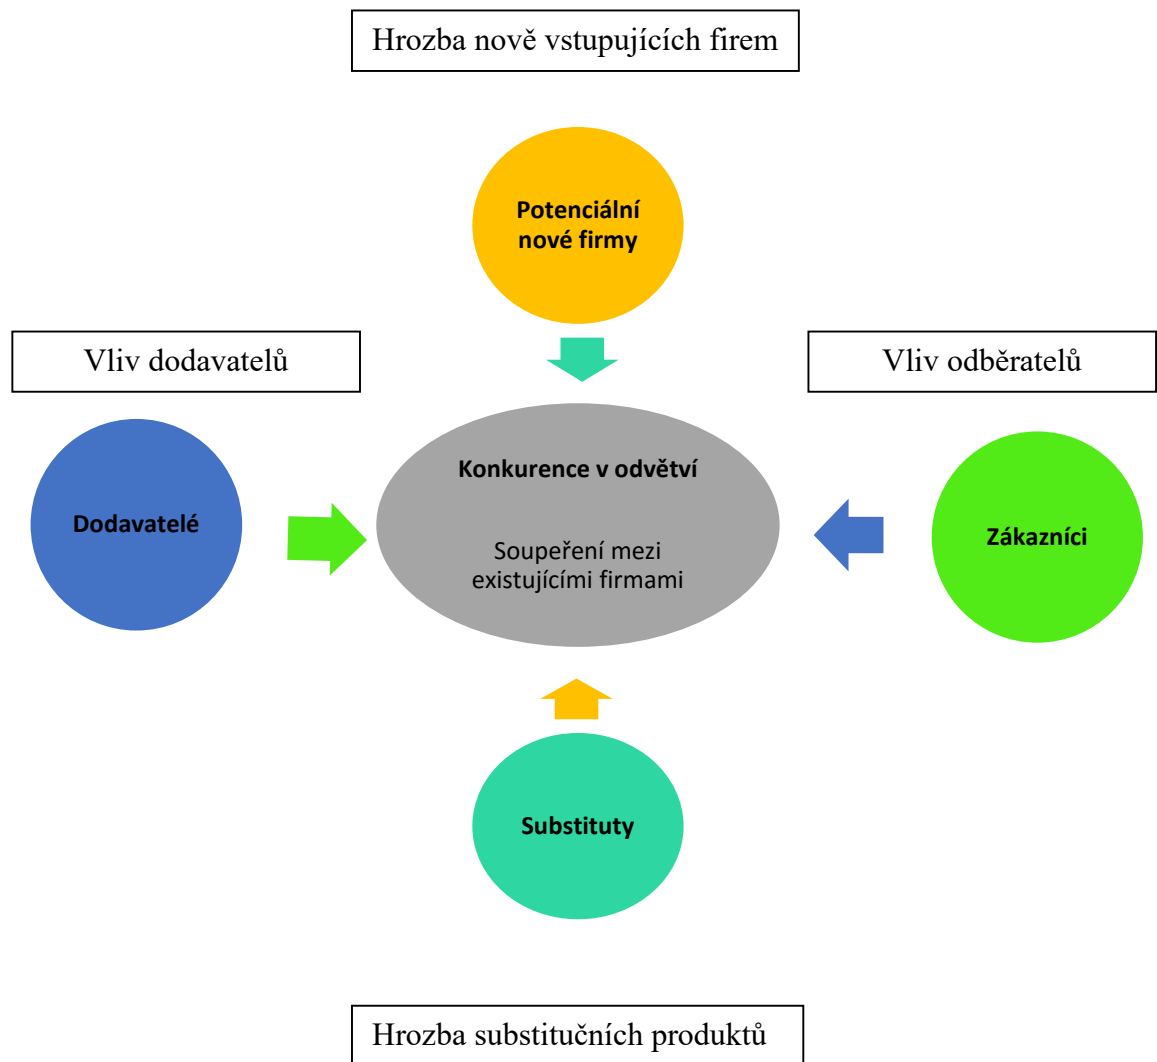 Hrozba nově vstupujících firem
Potenciální
nové firmy
Vliv dodavatelů
Vliv odběratelů
Dodavatelé
Konkurence v odvětví
Soupeření mezi
existujícími firmami
Zákazníci
Substituty
Hrozba substitučních produktů